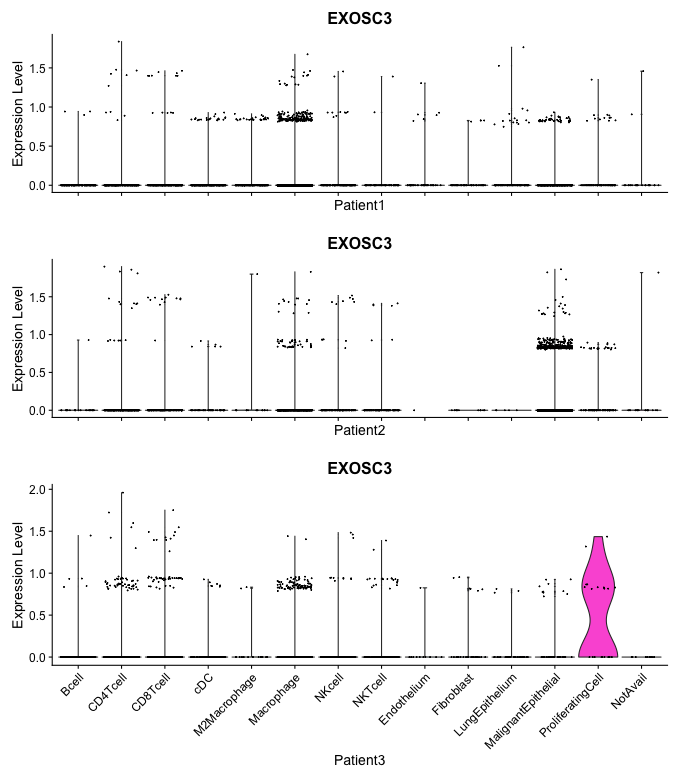 EXOSC3
Expression Level
1.5
1.0
0.5
0.0
Patient1
EXOSC3
Expression Level
1.5
1.0
0.5
0.0
Patient2
EXOSC3
Expression Level
2.0
1.5
1.0
0.5
0.0
Bcell
CD4Tcell
CD8Tcell
cDC
M2Macrophage
Macrophage
NKcell
NKTcell
Endothelium
Fibroblast
LungEpithelium
MalignantEpithelial
ProliferatingCell
NotAvail
Patient3